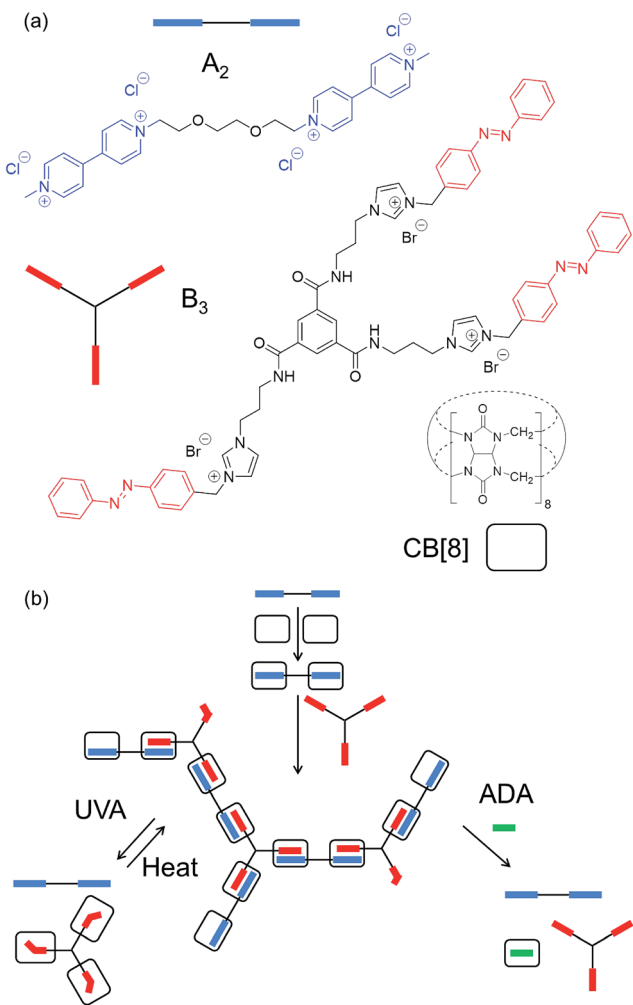 (a)
A2
Cl⊖
Cl⊖
Cl⊖
Cl⊖
N⊕
N⊕
N⊕
N⊕
O
O
B3
N=N
N=N
N=N
N
N⊕
Br⊖
N
N⊕
Br⊖
N
N⊕
Br⊖
O
NH
O
H
N
O
NH
O
N
N
CH2
N
N
CH2
O
8
CB[8]
(b)
UVA
Heat
ADA